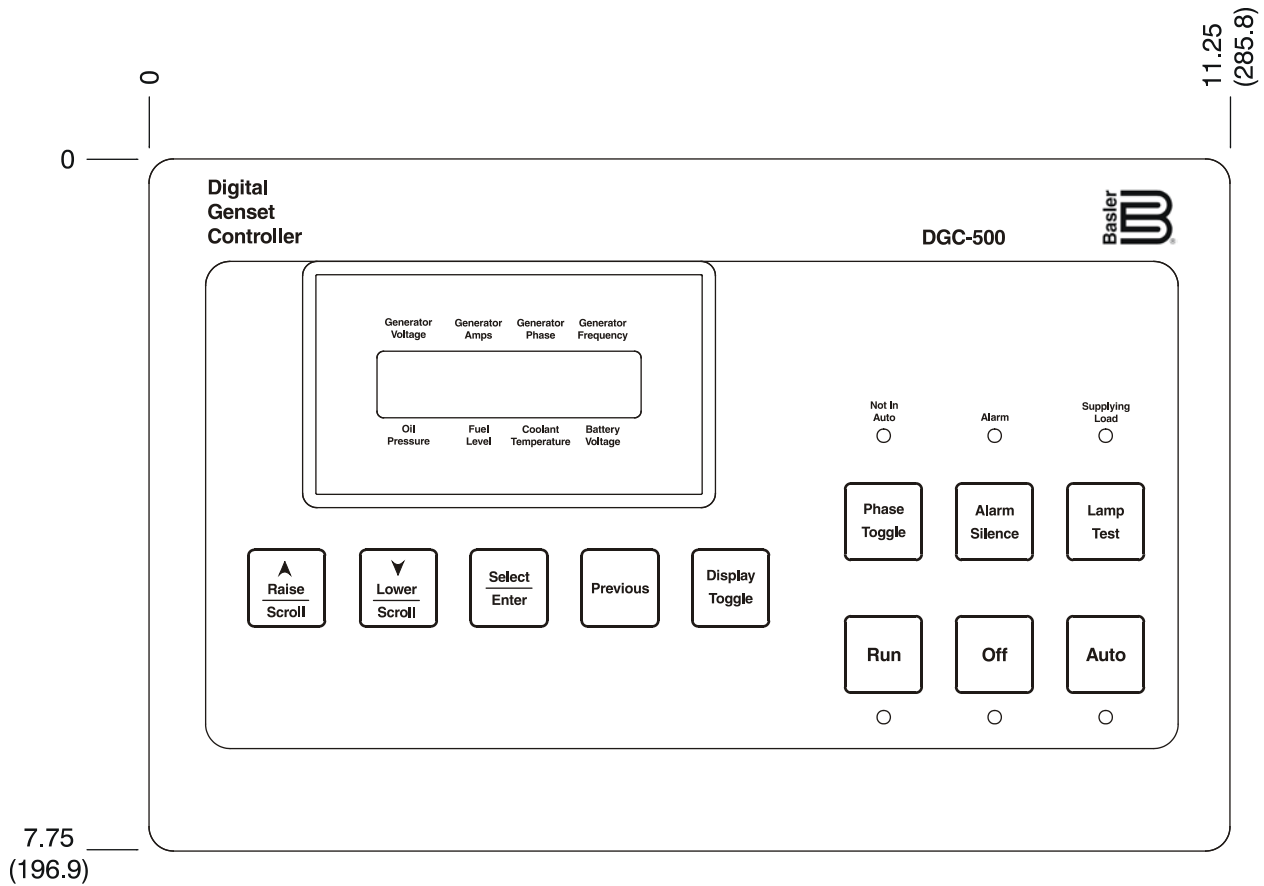 0
11.25
(285.8)
0
Digital
Genset
Controller
DGC-500
Basler
Generator Voltage
Generator Amps
Generator Phase
Generator Frequency
Oil Pressure
Fuel Level
Coolant Temperature
Battery Voltage
Not In
Auto
Alarm
Supplying
Load
Phase
Toggle
Alarm
Silence
Lamp
Test
Raise
Scroll
Lower
Scroll
Select
Enter
Previous
Display
Toggle
Run
Off
Auto
7.75
(196.9)